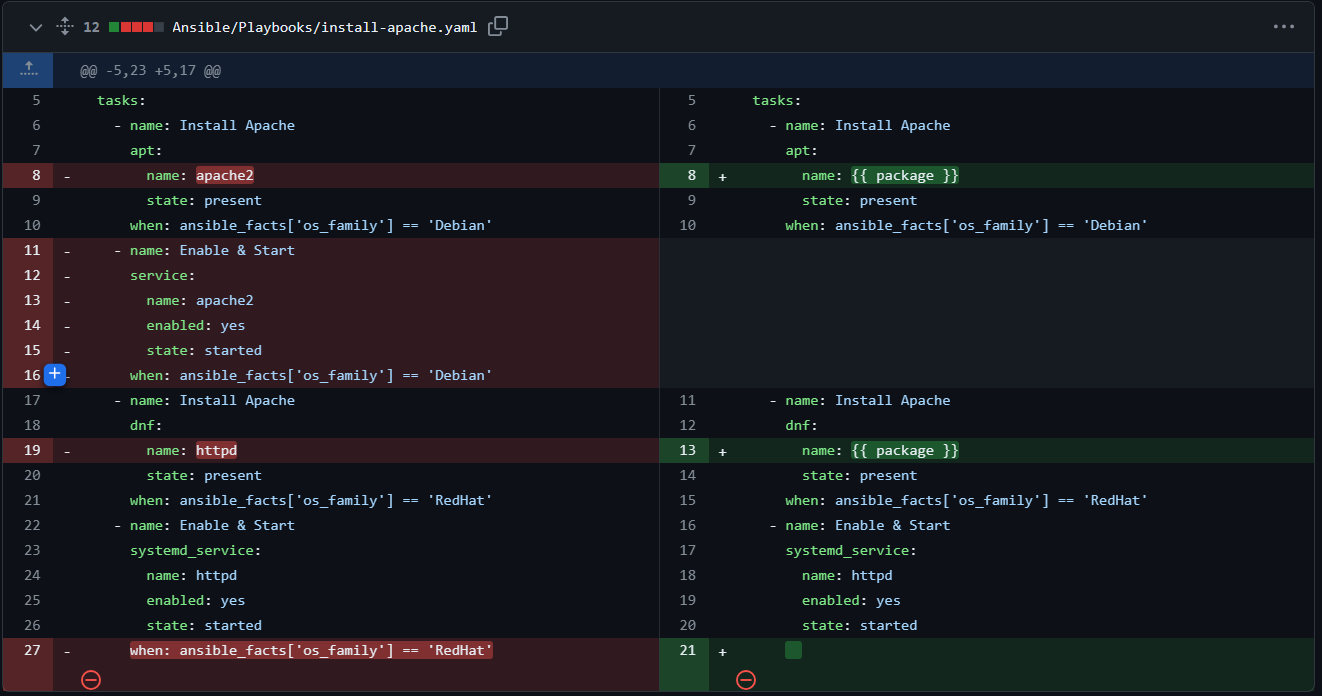 12 Ansible/Playbooks/install-apache.yaml
@@ -5,23 +5,17 @@
5 tasks: 5 tasks:
6 - name: Install Apache 6 - name: Install Apache
7 apt: 7 apt:
8 - name: apache2 8 + name: {{ package }}
9 state: present 9 state: present
10 when: ansible_facts['os_family'] == 'Debian' 10 when: ansible_facts['os_family'] == 'Debian'
11 - - name: Enable & Start
12 - service:
13 - name: apache2
14 - enabled: yes
15 - state: started
16 - when: ansible_facts['os_family'] == 'Debian'
17 - name: Install Apache 11 - name: Install Apache
18 dnf: 12 dnf:
19 - name: httpd 13 + name: {{ package }}
20 state: present 14 state: present
21 when: ansible_facts['os_family'] == 'RedHat' 15 when: ansible_facts['os_family'] == 'RedHat'
22 - name: Enable & Start 16 - name: Enable & Start
23 systemd_service: 17 systemd_service:
24 name: httpd 18 name: httpd
25 enabled: yes 19 enabled: yes
26 state: started 20 state: started
27 - when: ansible_facts['os_family'] == 'RedHat' 21 +